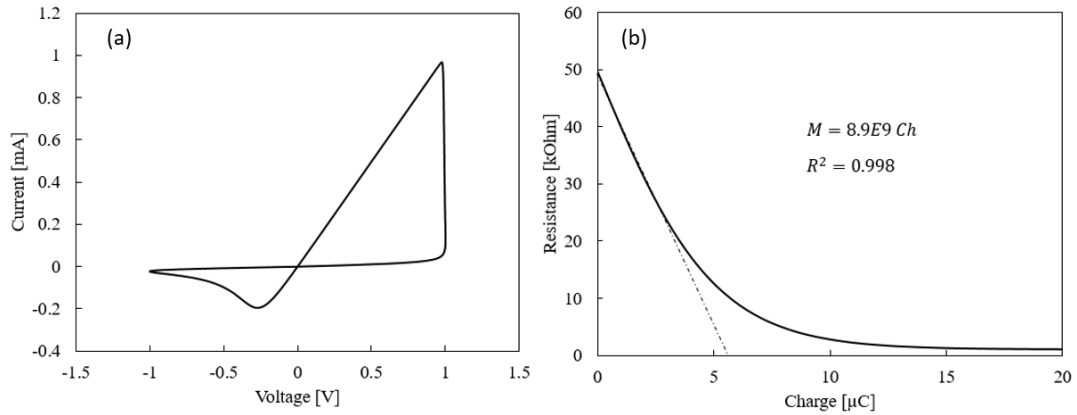 (a)
Current [mA]
1.2
1
0.8
0.6
0.4
0.2
0
-0.2
-0.4
-1.5 -1 -0.5 0 0.5 1 1.5
Voltage [V]
(b)
Resistance [kOhm]
60
50
40
30
20
10
0
M = 8.9E9 Ch
R² = 0.998
0 5 10 15 20
Charge [µC]